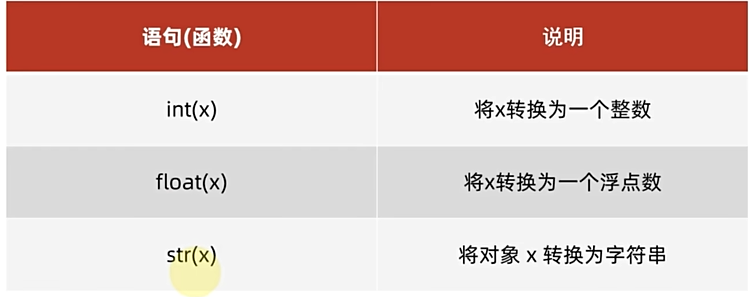 语句(函数) 说明
int(x) 将x转换为一个整数
float(x) 将x转换为一个浮点数
str(x) 将对象 x 转换为字符串